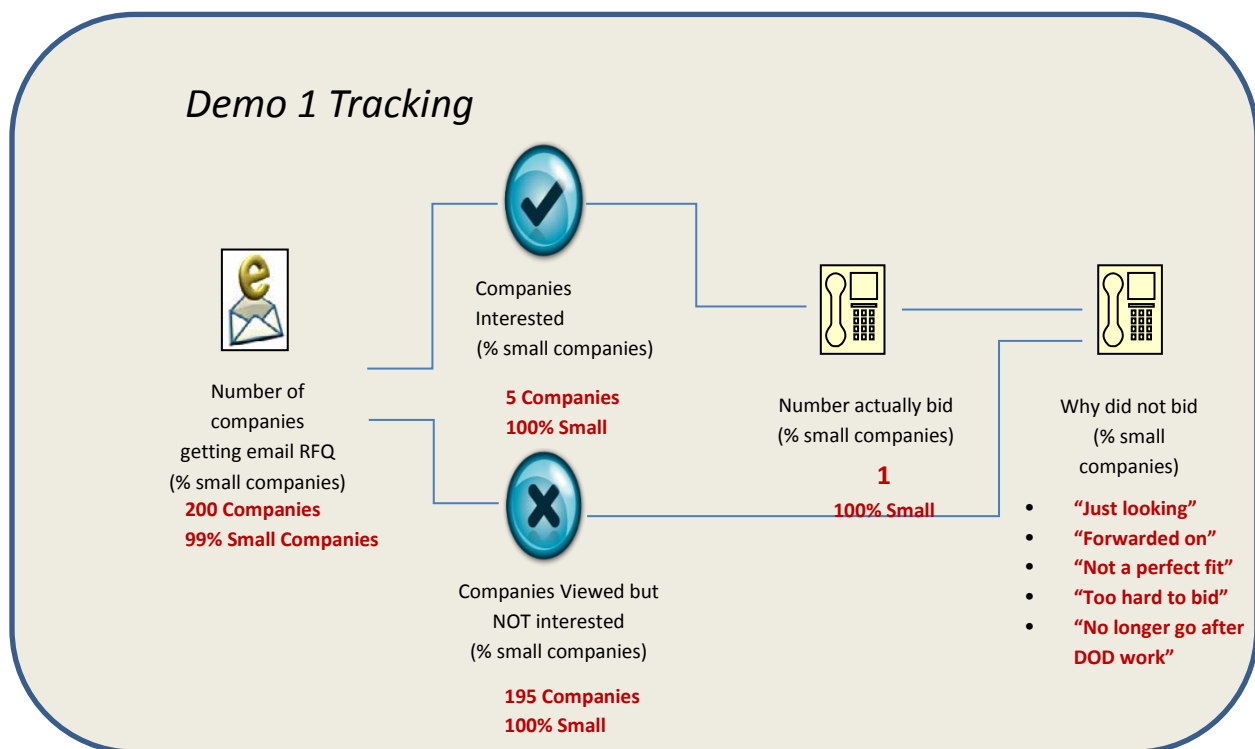 Demo 1 Tracking
e
Number of
companies
getting email RFQ
(% small companies)
200 Companies
99% Small Companies
Companies
Interested
(% small companies)
5 Companies
100% Small
Companies Viewed but
NOT interested
(% small companies)
195 Companies
100% Small
Number actually bid
(% small companies)
1
100% Small
Why did not bid
(% small
companies)
• “Just looking”
• “Forwarded on”
• “Not a perfect fit”
• “Too hard to bid”
• “No longer go after
DOD work”